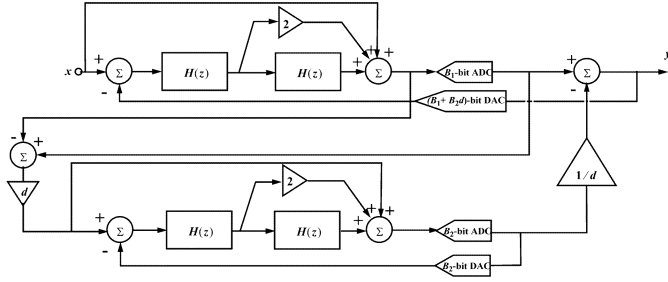 2
x
+
-
Σ
H(z)
H(z)
+
+
+
Σ
B₁-bit ADC
+
-
Σ
y
(B₁+ B₂d)-bit DAC
-
+
Σ
d
1/d
2
+
-
Σ
H(z)
H(z)
+
+
+
Σ
B₂-bit ADC
B₂-bit DAC